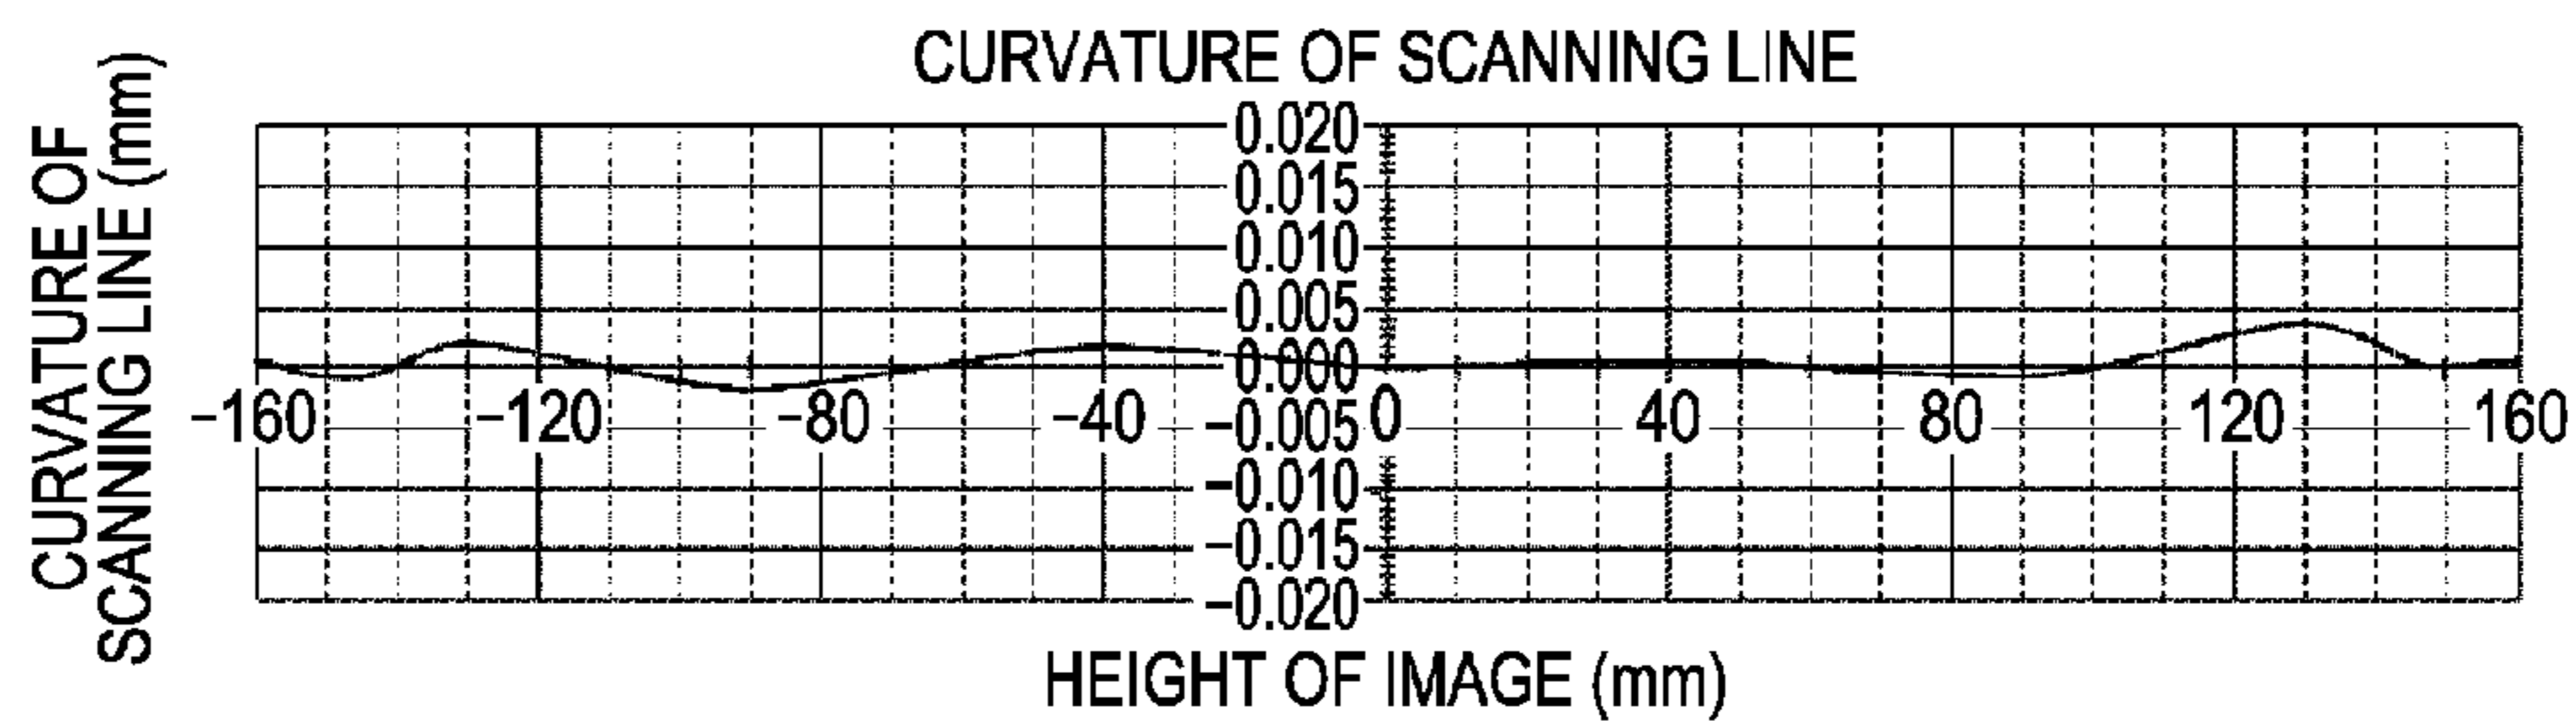 CURVATURE OF SCANNING LINE
CURVATURE OF
SCANNING LINE (mm)
0.020
0.015
0.010
0.005
0.000
−160 −120 −80 −40 −0.005 0 40 80 120 160
−0.010
−0.015
−0.020
HEIGHT OF IMAGE (mm)